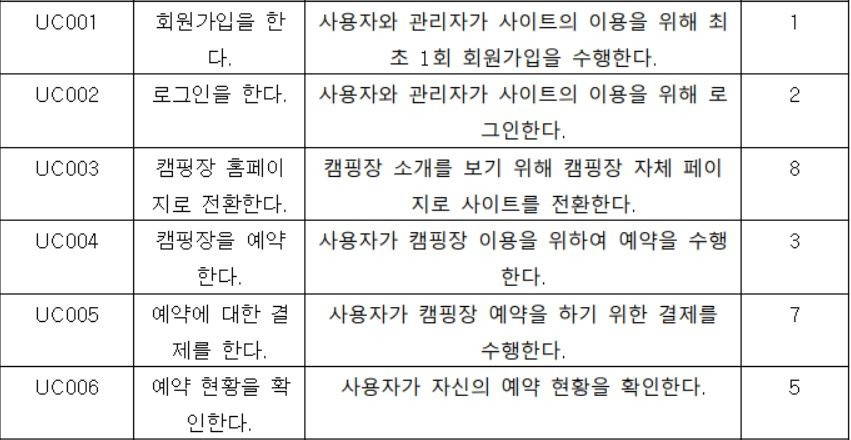 UC001 회원가입을 한 사용자와 관리자가 사이트의 이용을 위해 최 1
다. 초 1회 회원가입을 수행한다.
UC002 로그인을 한다. 사용자와 관리자가 사이트의 이용을 위해 로 2
그인한다.
UC003 캠핑장 홈페이 캠핑장 소개를 보기 위해 캠핑장 자체 페이 8
지로 전환한다. 지로 사이트를 전환한다.
UC004 캠핑장을 예약 사용자가 캠핑장 이용을 위하여 예약을 수행 3
한다. 한다.
UC005 예약에 대한 결 사용자가 캠핑장 예약을 하기 위한 결제를 7
제를 한다. 수행한다.
UC006 예약 현황을 확 사용자가 자신의 예약 현황을 확인한다. 5
인한다.